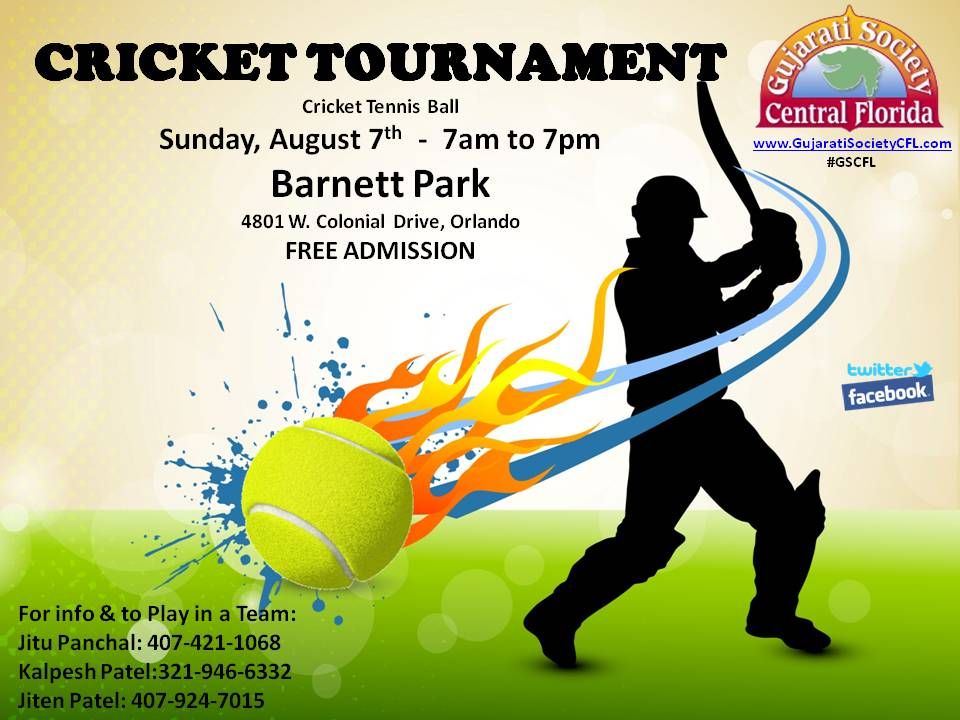 CRICKET TOURNAMENT
Cricket Tennis Ball
Sunday, August 7th - 7am to 7pm
Barnett Park
4801 W. Colonial Drive, Orlando
FREE ADMISSION
Gujarati Society
Central Florida
www.GujaratiSocietyCFL.com
#GSCFL
twitter
facebook
For info & to Play in a Team:
Jitu Panchal: 407-421-1068
Kalpesh Patel:321-946-6332
Jiten Patel: 407-924-7015